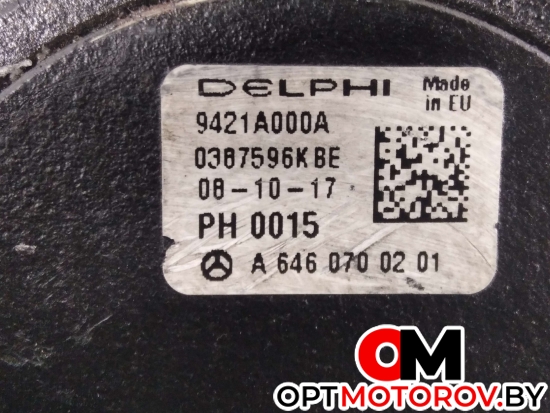 DELPHI Made in EU
9421A000A
0387596KBE
08-10-17
PH 0015
A 646 070 02 01
OM
OPTMOTOROV.BY